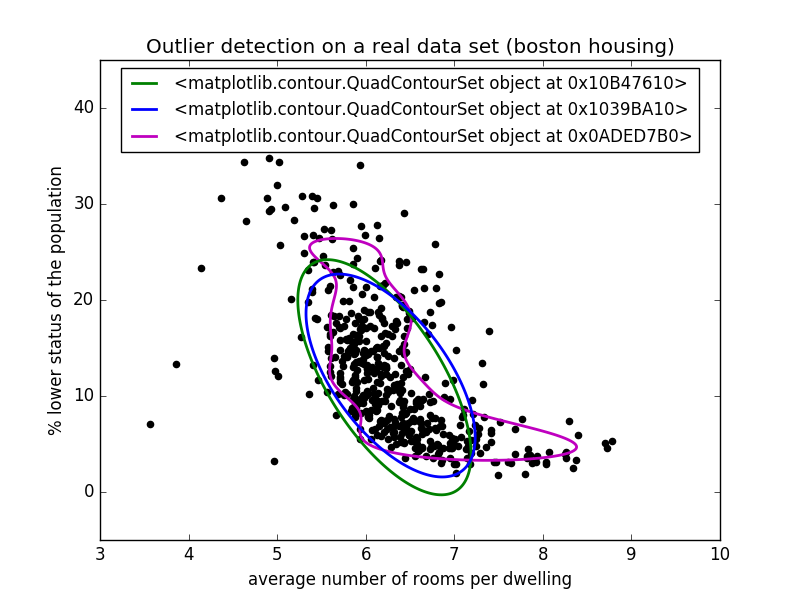 Outlier detection on a real data set (boston housing)
<matplotlib.contour.QuadContourSet object at 0x10B47610>
<matplotlib.contour.QuadContourSet object at 0x1039BA10>
<matplotlib.contour.QuadContourSet object at 0x0ADED7B0>
% lower status of the population
40
30
20
10
0
3 4 5 6 7 8 9 10
average number of rooms per dwelling